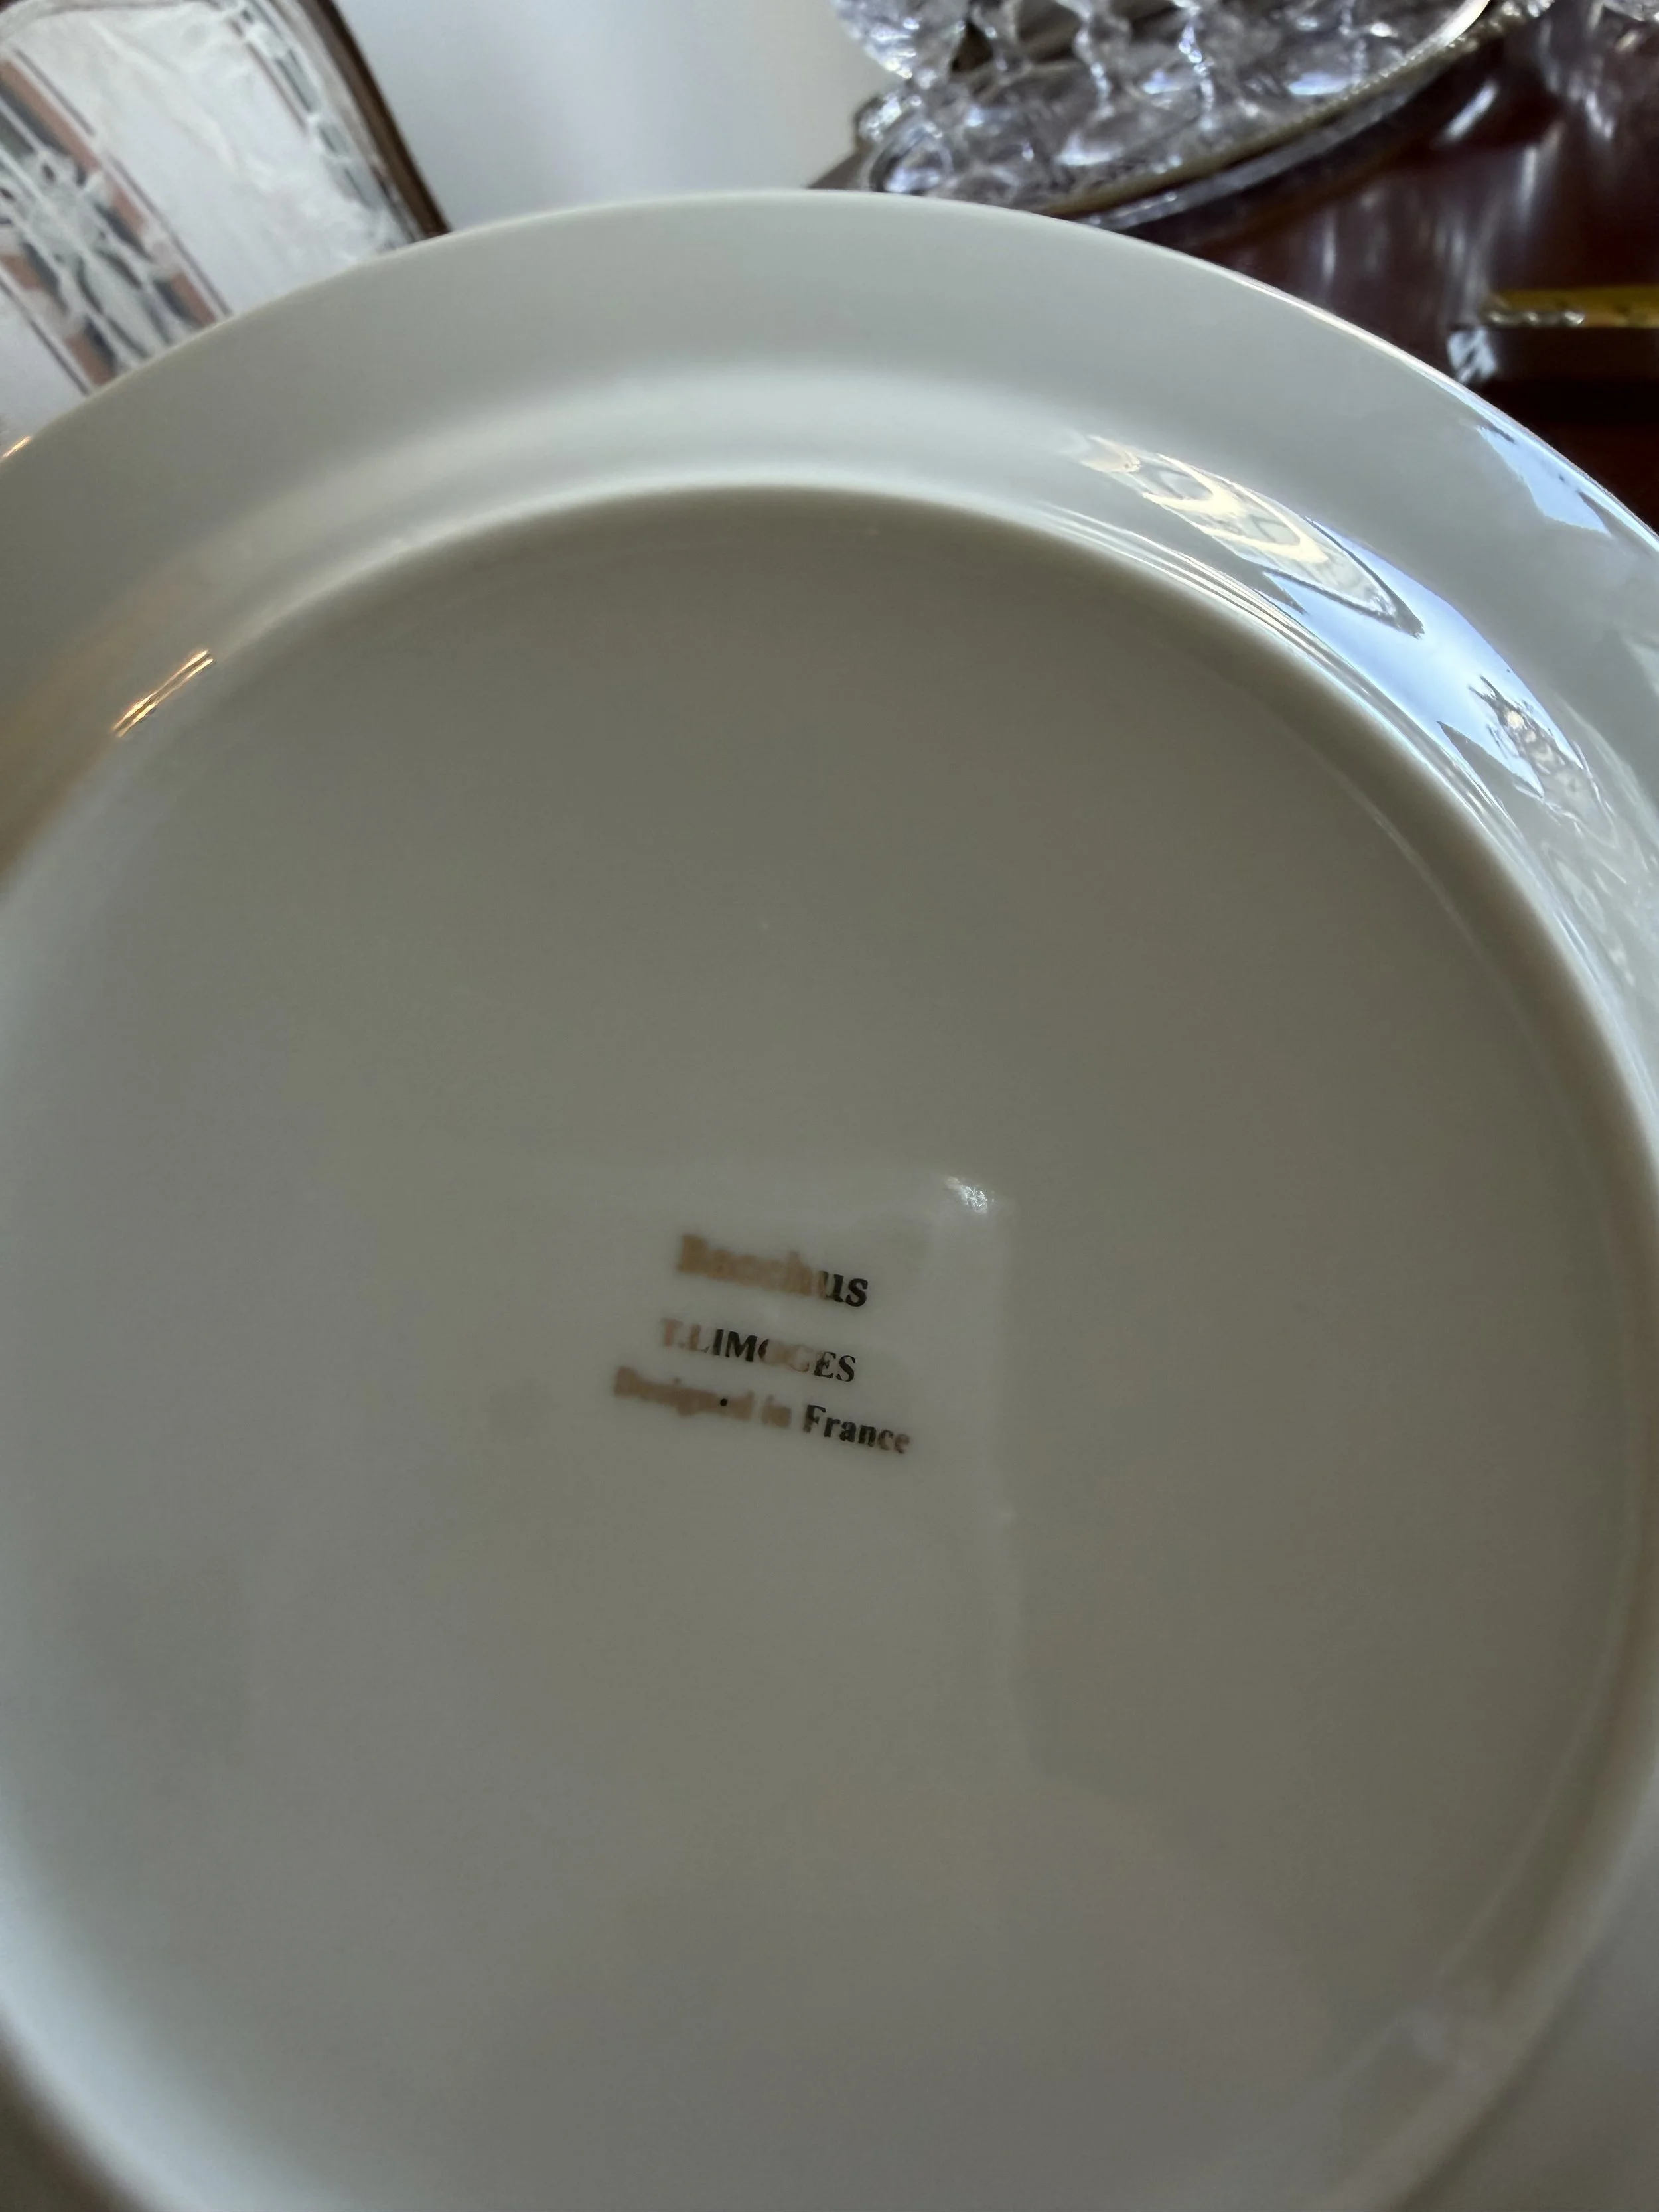 Bacchus
T.LIMOGES
Designed in France